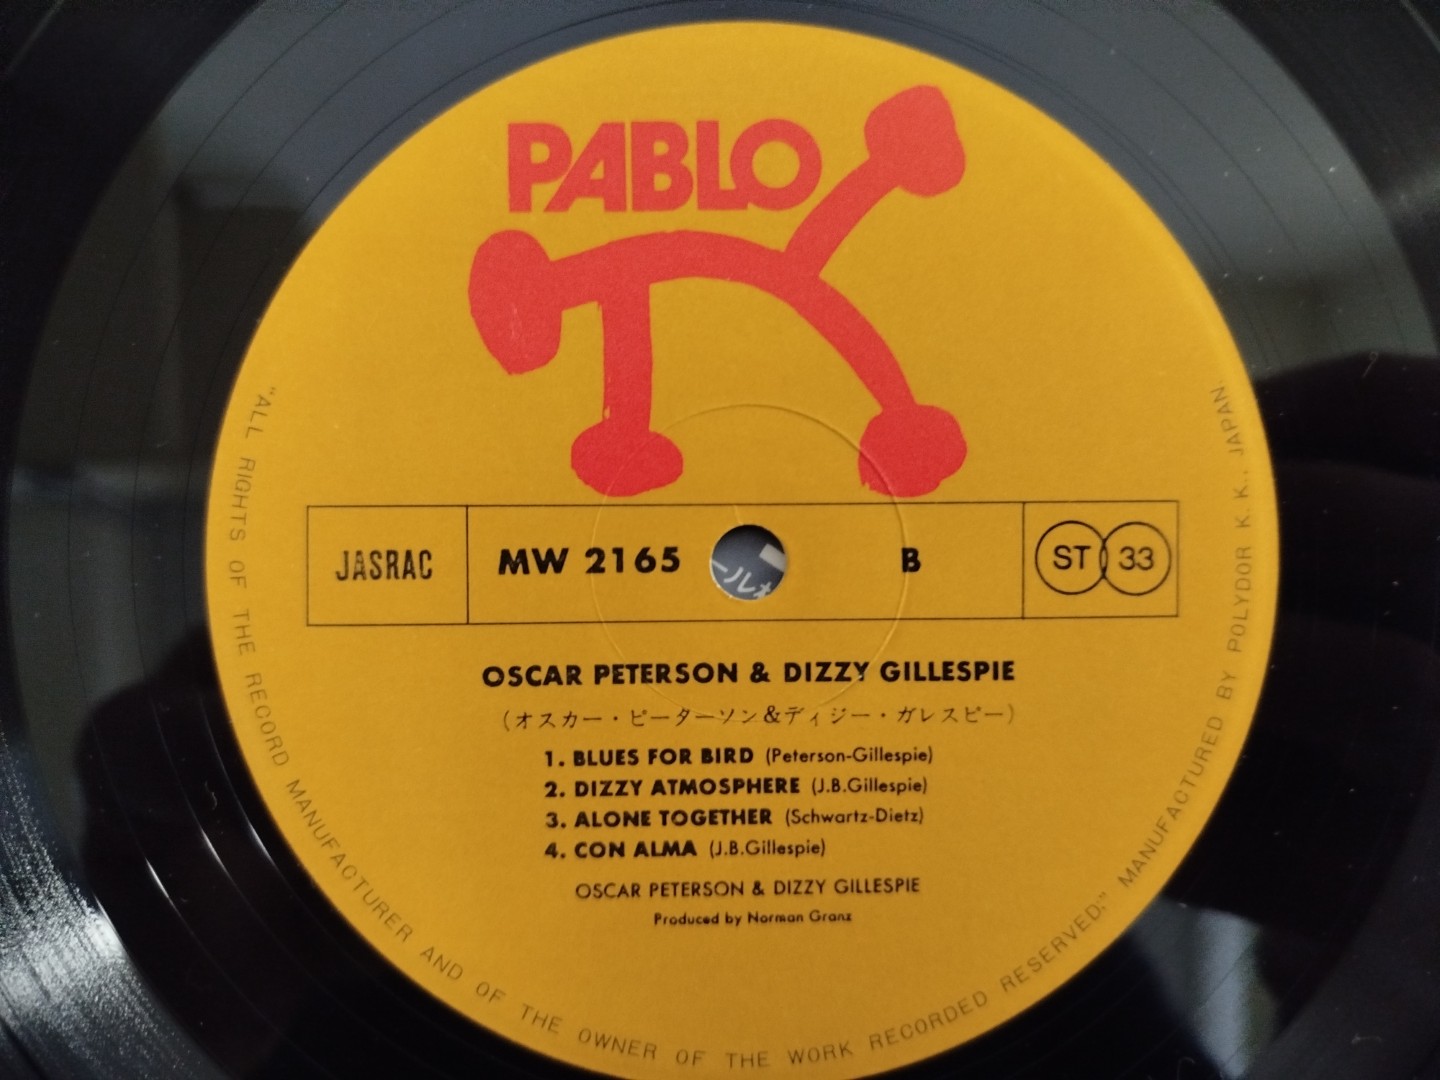 PABLO
JASRAC
MW 2165
B
ST 33
OSCAR PETERSON & DIZZY GILLESPIE
(オスカー・ピーターソン&ディジー・ガレスピー)
1. BLUES FOR BIRD (Peterson-Gillespie)
2. DIZZY ATMOSPHERE (J.B.Gillespie)
3. ALONE TOGETHER (Schwartz-Dietz)
4. CON ALMA (J.B.Gillespie)
OSCAR PETERSON & DIZZY GILLESPIE
Produced by Norman Granz
"ALL RIGHTS OF THE RECORD MANUFACTURER AND OF THE OWNER OF THE WORK RECORDED RESERVED." MANUFACTURED BY POLYDOR K.K., JAPAN.